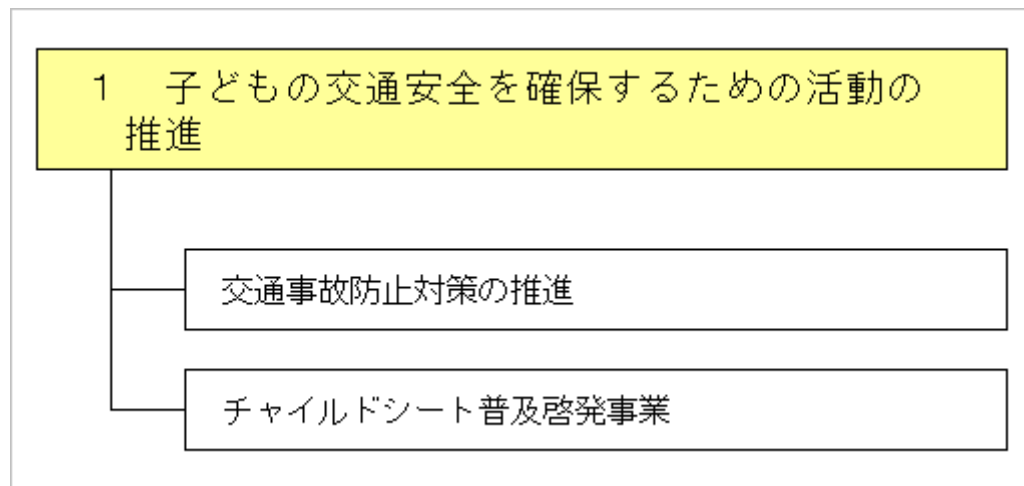 1　子どもの交通安全を確保するための活動の
推進
交通事故防止対策の推進
チャイルドシート普及啓発事業